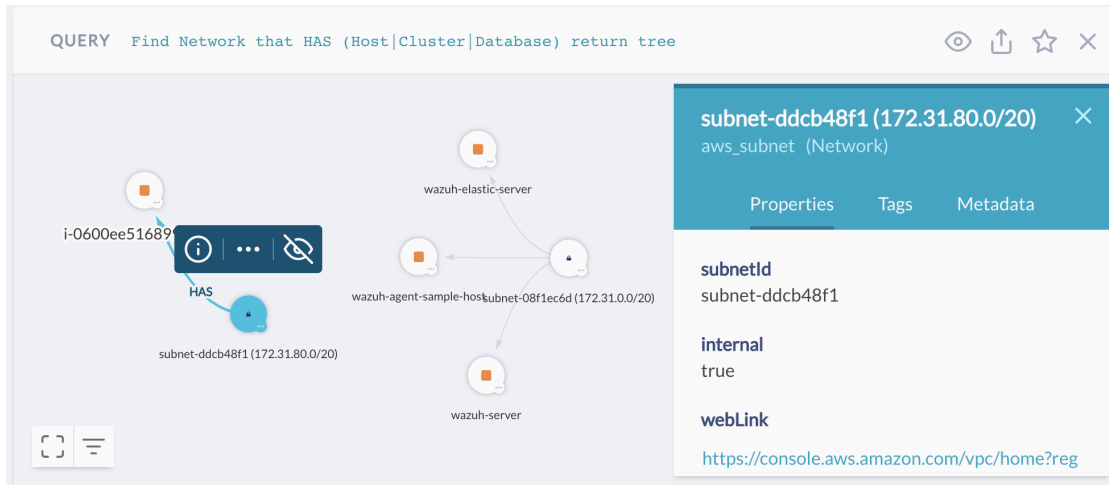 QUERY Find Network that HAS (Host|Cluster|Database) return tree
subnet-ddcb48f1 (172.31.80.0/20)
aws_subnet (Network)
Properties Tags Metadata
subnetId
subnet-ddcb48f1
internal
true
webLink
https://console.aws.amazon.com/vpc/home?reg
wazuh-elastic-server
i-0600ee51689
HAS
wazuh-agent-sample-host
subnet-08f1ec6d (172.31.0.0/20)
subnet-ddcb48f1 (172.31.80.0/20)
wazuh-server